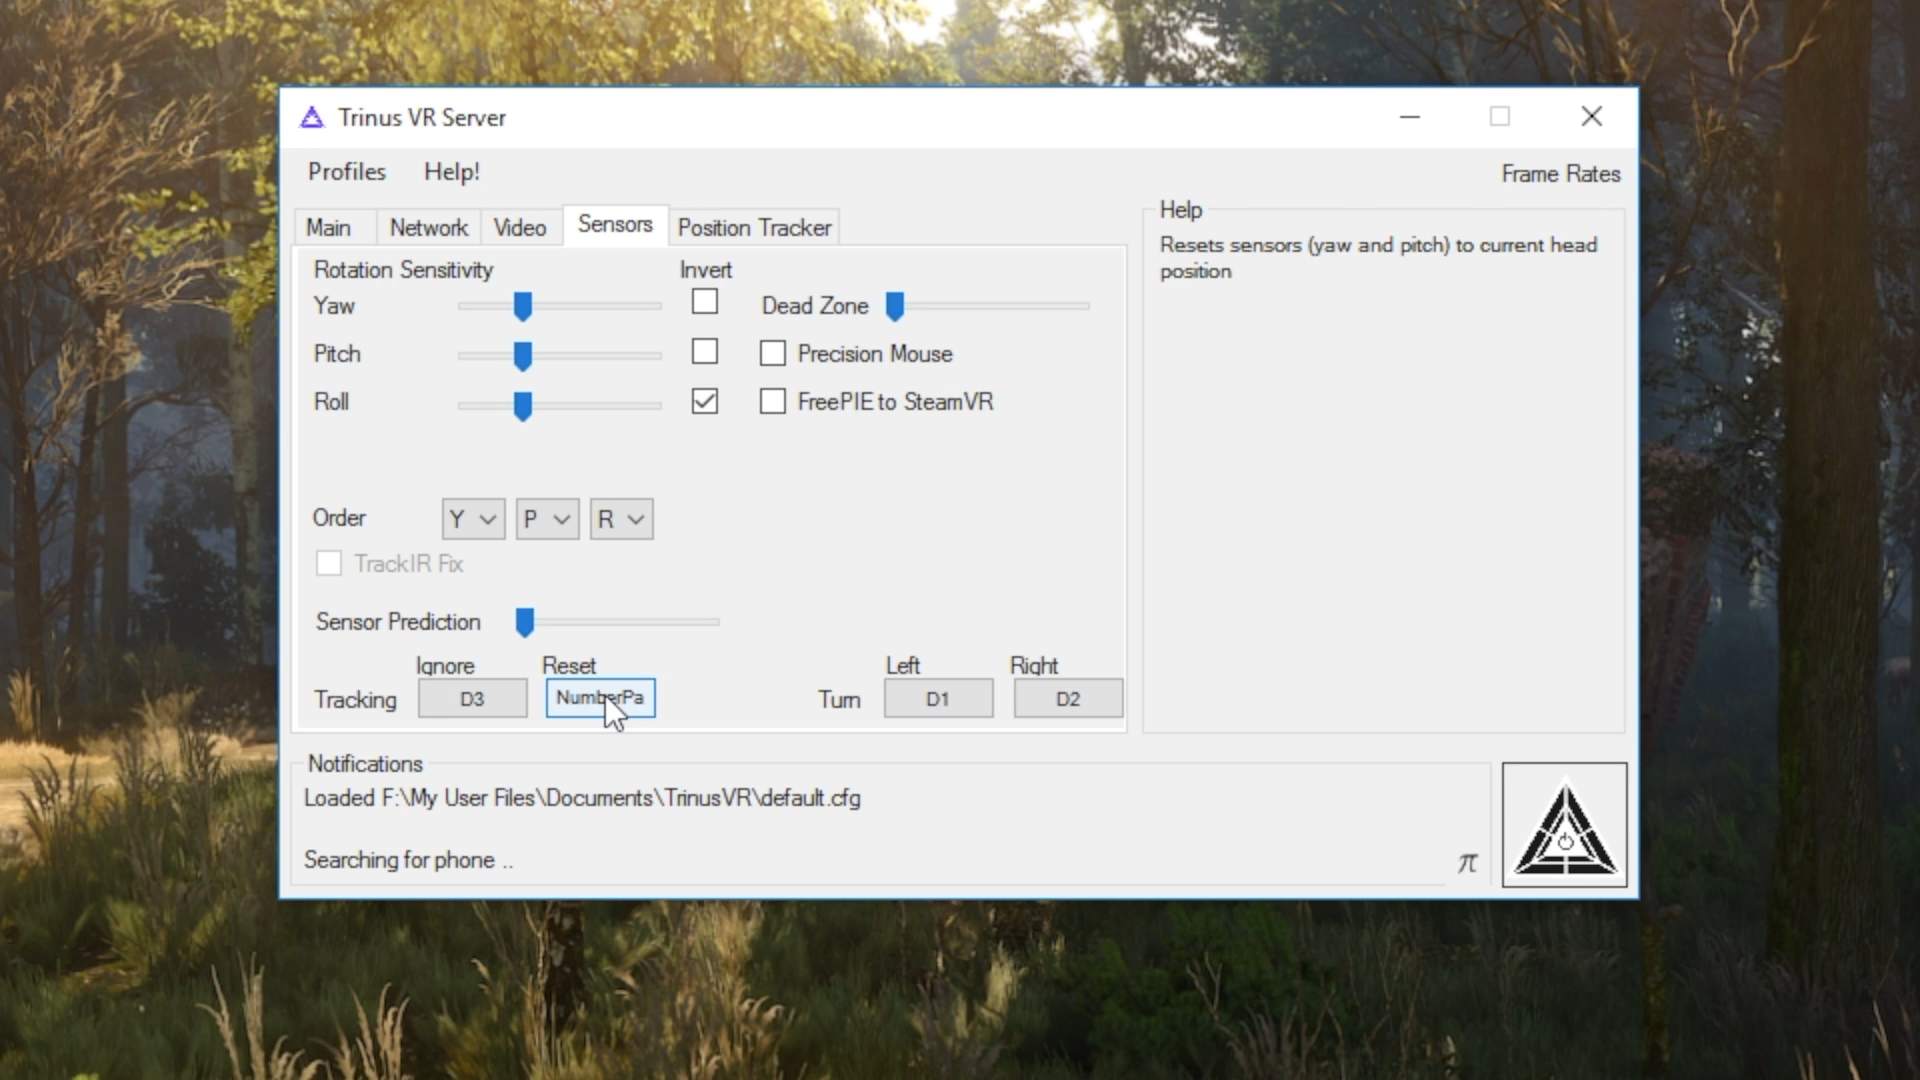 Trinus VR Server
Profiles Help! Frame Rates
Main Network Video Sensors Position Tracker
Help
Resets sensors (yaw and pitch) to current head
position
Rotation Sensitivity Invert
Yaw Dead Zone
Pitch Precision Mouse
Roll FreePIE to SteamVR
Order Y P R
TrackIR Fix
Sensor Prediction
Ignore Reset Left Right
Tracking D3 NumberPa Turn D1 D2
Notifications
Loaded F:\My User Files\Documents\TrinusVR\default.cfg
Searching for phone ..
π